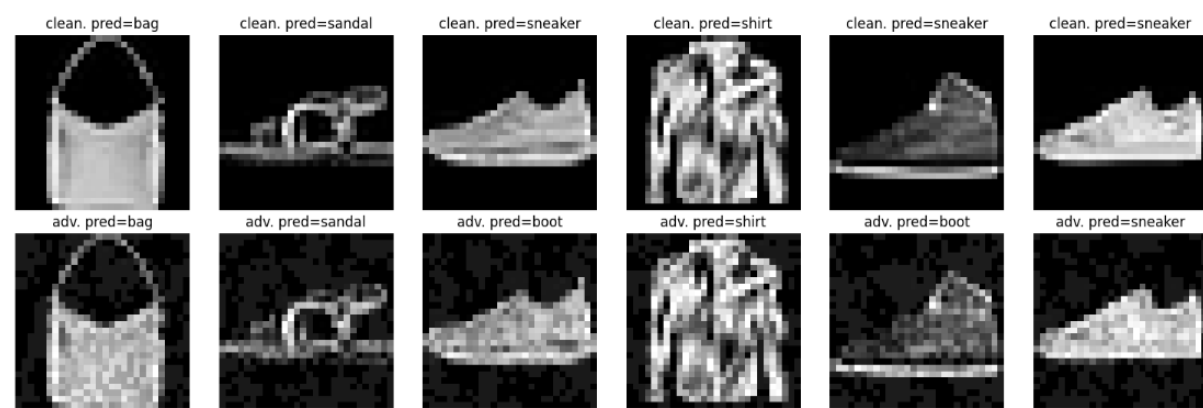 clean. pred=bag
clean. pred=sandal
clean. pred=sneaker
clean. pred=shirt
clean. pred=sneaker
clean. pred=sneaker
adv. pred=bag
adv. pred=sandal
adv. pred=boot
adv. pred=shirt
adv. pred=boot
adv. pred=sneaker